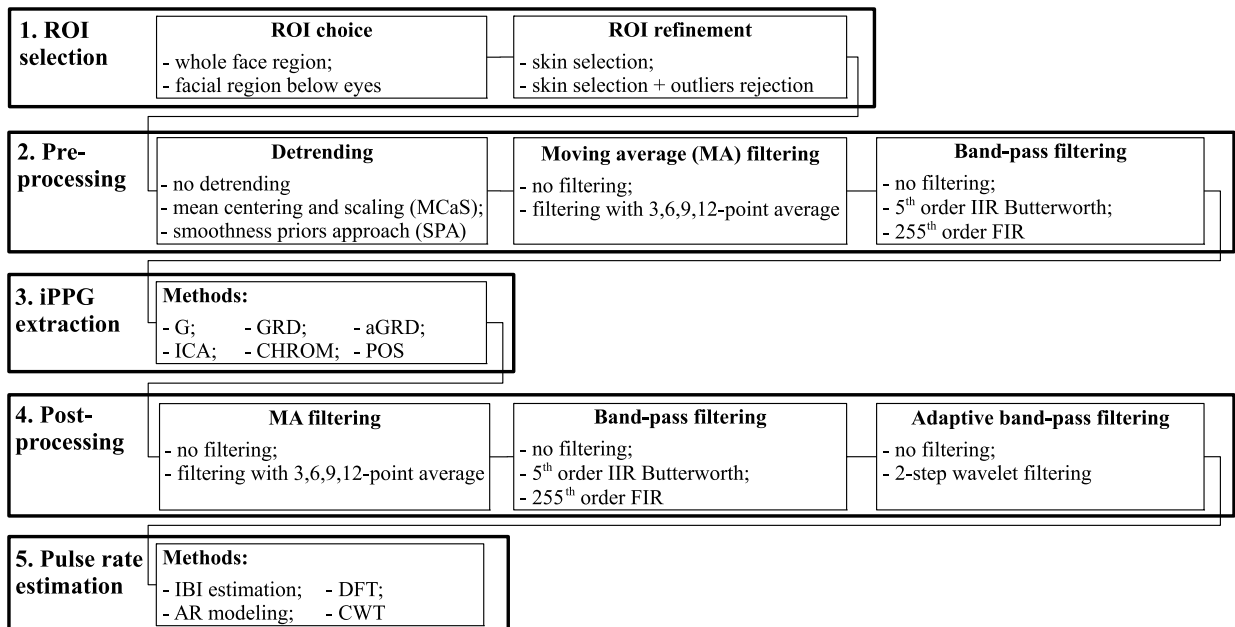 1. ROI
selection
ROI choice
- whole face region;
- facial region below eyes
ROI refinement
- skin selection;
- skin selection + outliers rejection
2. Pre-
processing
Detrending
- no detrending
- mean centering and scaling (MCaS);
- smoothness priors approach (SPA)
Moving average (MA) filtering
- no filtering;
- filtering with 3,6,9,12-point average
Band-pass filtering
- no filtering;
- 5th order IIR Butterworth;
- 255th order FIR
3. iPPG
extraction
Methods:
- G; - GRD; - aGRD;
- ICA; - CHROM; - POS
4. Post-
processing
MA filtering
- no filtering;
- filtering with 3,6,9,12-point average
Band-pass filtering
- no filtering;
- 5th order IIR Butterworth;
- 255th order FIR
Adaptive band-pass filtering
- no filtering;
- 2-step wavelet filtering
5. Pulse rate
estimation
Methods:
- IBI estimation; - DFT;
- AR modeling; - CWT